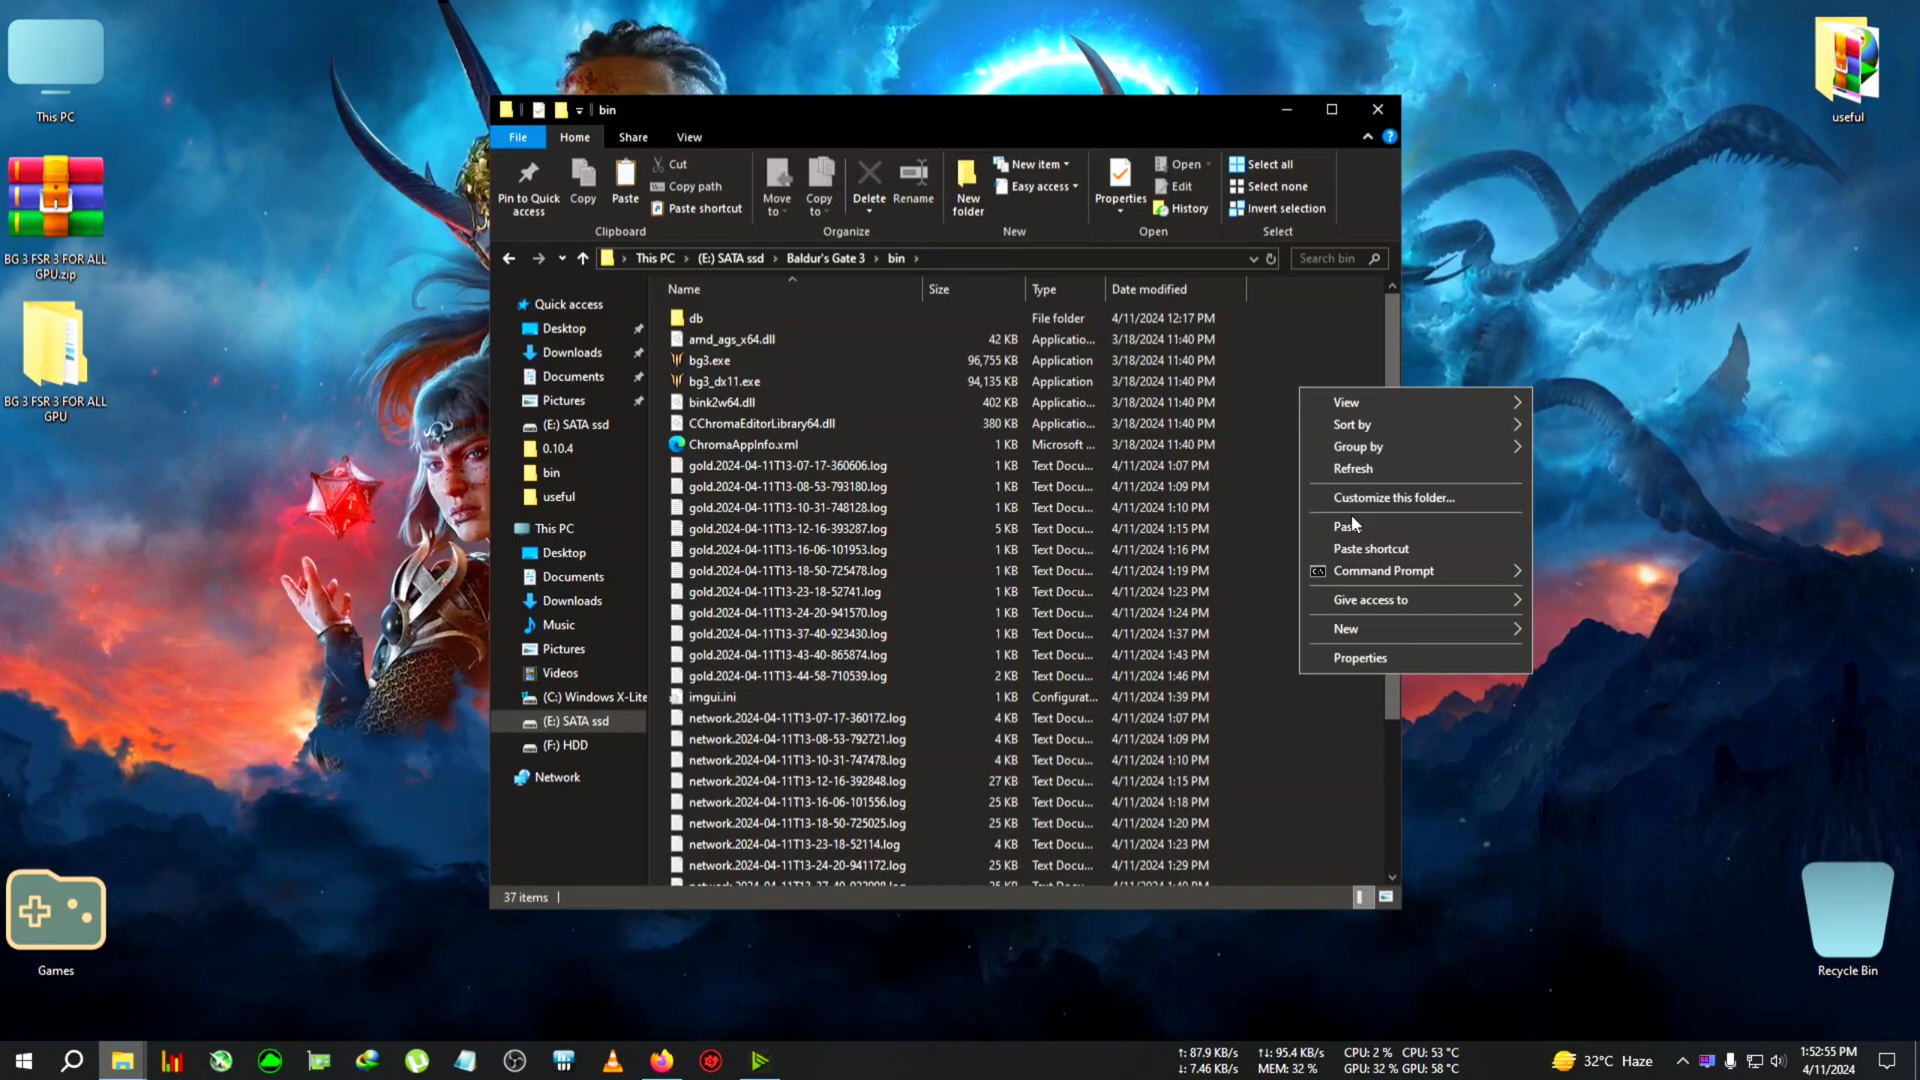 This PC
BG 3 FSR 3 FOR ALL
GPU.zip
BG 3 FSR 3 FOR ALL
GPU
Games
useful
Recycle Bin
bin
File
Home
Share
View
Pin to Quick
access
Copy
Paste
Cut
Copy path
Paste shortcut
Clipboard
Move
to
Copy
to
Delete
Rename
Organize
New
folder
New item
Easy access
New
Properties
Open
Edit
History
Open
Select all
Select none
Invert selection
Select
This PC › (E:) SATA ssd › Baldur's Gate 3 › bin ›
Search bin
Quick access
Desktop
Downloads
Documents
Pictures
(E:) SATA ssd
0.10.4
bin
useful
This PC
Desktop
Documents
Downloads
Music
Pictures
Videos
(C:) Windows X-Lite
(E:) SATA ssd
(F:) HDD
Network
Name Size Type Date modified
db File folder 4/11/2024 12:17 PM
amd_ags_x64.dll 42 KB Applicatio... 3/18/2024 11:40 PM
bg3.exe 96,755 KB Application 3/18/2024 11:40 PM
bg3_dx11.exe 94,135 KB Application 3/18/2024 11:40 PM
bink2w64.dll 402 KB Applicatio... 3/18/2024 11:40 PM
CChromaEditorLibrary64.dll 380 KB Applicatio... 3/18/2024 11:40 PM
ChromaAppInfo.xml 1 KB Microsoft ... 3/18/2024 11:40 PM
gold.2024-04-11T13-07-17-360606.log 1 KB Text Docu... 4/11/2024 1:07 PM
gold.2024-04-11T13-08-53-793180.log 1 KB Text Docu... 4/11/2024 1:09 PM
gold.2024-04-11T13-10-31-748128.log 1 KB Text Docu... 4/11/2024 1:10 PM
gold.2024-04-11T13-12-16-393287.log 5 KB Text Docu... 4/11/2024 1:15 PM
gold.2024-04-11T13-16-06-101953.log 1 KB Text Docu... 4/11/2024 1:16 PM
gold.2024-04-11T13-18-50-725478.log 1 KB Text Docu... 4/11/2024 1:19 PM
gold.2024-04-11T13-23-18-52741.log 1 KB Text Docu... 4/11/2024 1:23 PM
gold.2024-04-11T13-24-20-941570.log 1 KB Text Docu... 4/11/2024 1:24 PM
gold.2024-04-11T13-37-40-923430.log 1 KB Text Docu... 4/11/2024 1:37 PM
gold.2024-04-11T13-43-40-865874.log 1 KB Text Docu... 4/11/2024 1:43 PM
gold.2024-04-11T13-44-58-710539.log 2 KB Text Docu... 4/11/2024 1:46 PM
imgui.ini 1 KB Configurat... 4/11/2024 1:39 PM
network.2024-04-11T13-07-17-360172.log 4 KB Text Docu... 4/11/2024 1:07 PM
network.2024-04-11T13-08-53-792721.log 4 KB Text Docu... 4/11/2024 1:09 PM
network.2024-04-11T13-10-31-747478.log 4 KB Text Docu... 4/11/2024 1:10 PM
network.2024-04-11T13-12-16-392848.log 27 KB Text Docu... 4/11/2024 1:15 PM
network.2024-04-11T13-16-06-101556.log 25 KB Text Docu... 4/11/2024 1:18 PM
network.2024-04-11T13-18-50-725025.log 25 KB Text Docu... 4/11/2024 1:20 PM
network.2024-04-11T13-23-18-52114.log 4 KB Text Docu... 4/11/2024 1:23 PM
network.2024-04-11T13-24-20-941172.log 25 KB Text Docu... 4/11/2024 1:29 PM
37 items
View
Sort by
Group by
Refresh
Customize this folder...
Paste shortcut
Command Prompt
Give access to
New
Properties
↑: 87.9 KB/s ↑↓: 95.4 KB/s CPU: 2 % CPU: 53 °C
↓: 7.46 KB/s MEM: 32 % GPU: 32 % GPU: 58 °C
32°C Haze
1:52:55 PM
4/11/2024